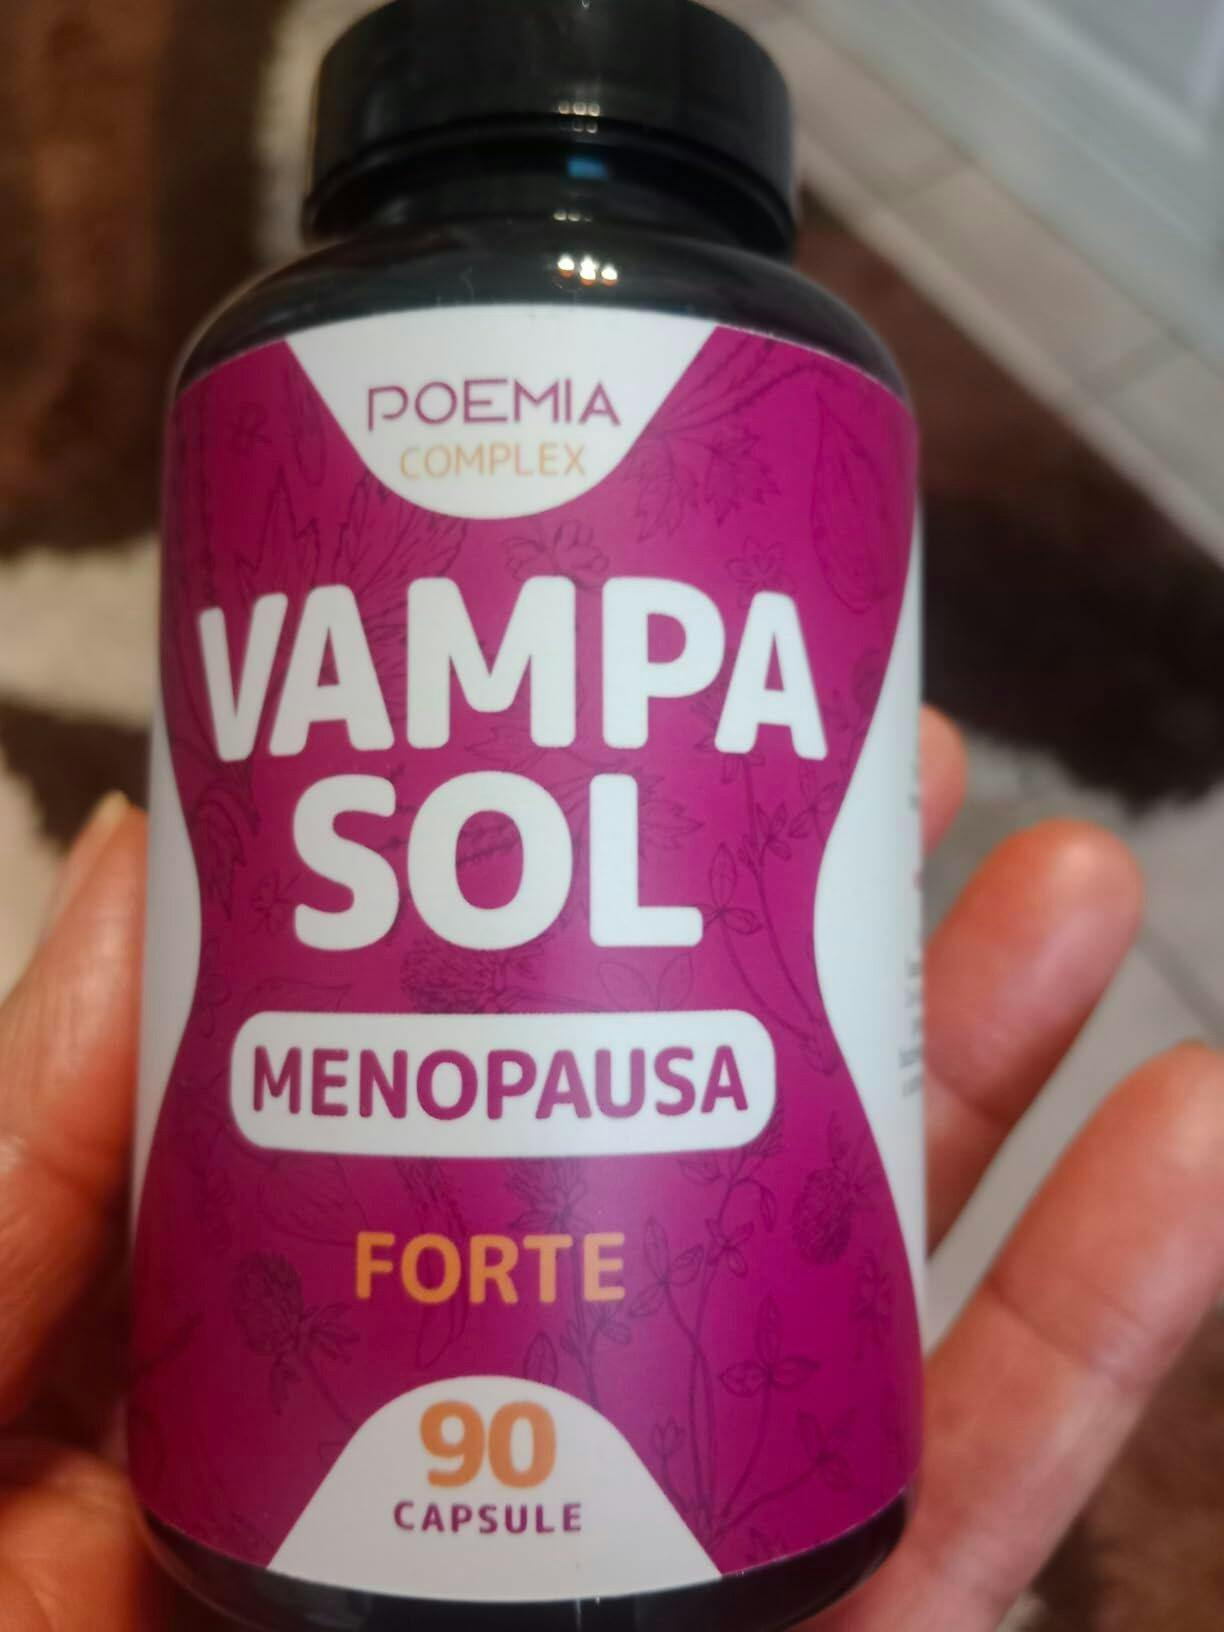 POEMIA
COMPLEX
VAMPA
SOL
MENOPAUSA
FORTE
90
CAPSULE